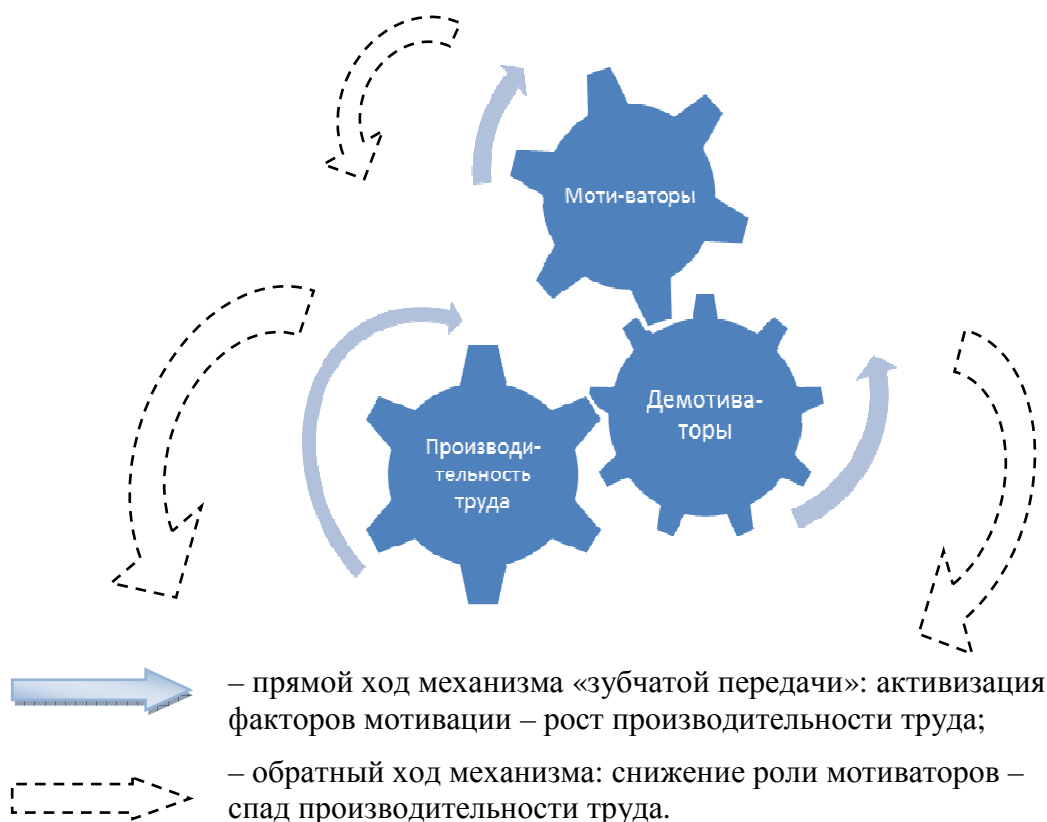 Моти-ваторы
Демотива-
торы
Производи-
тельность
труда
– прямой ход механизма «зубчатой передачи»: активизация
факторов мотивации – рост производительности труда;
– обратный ход механизма: снижение роли мотиваторов –
спад производительности труда.